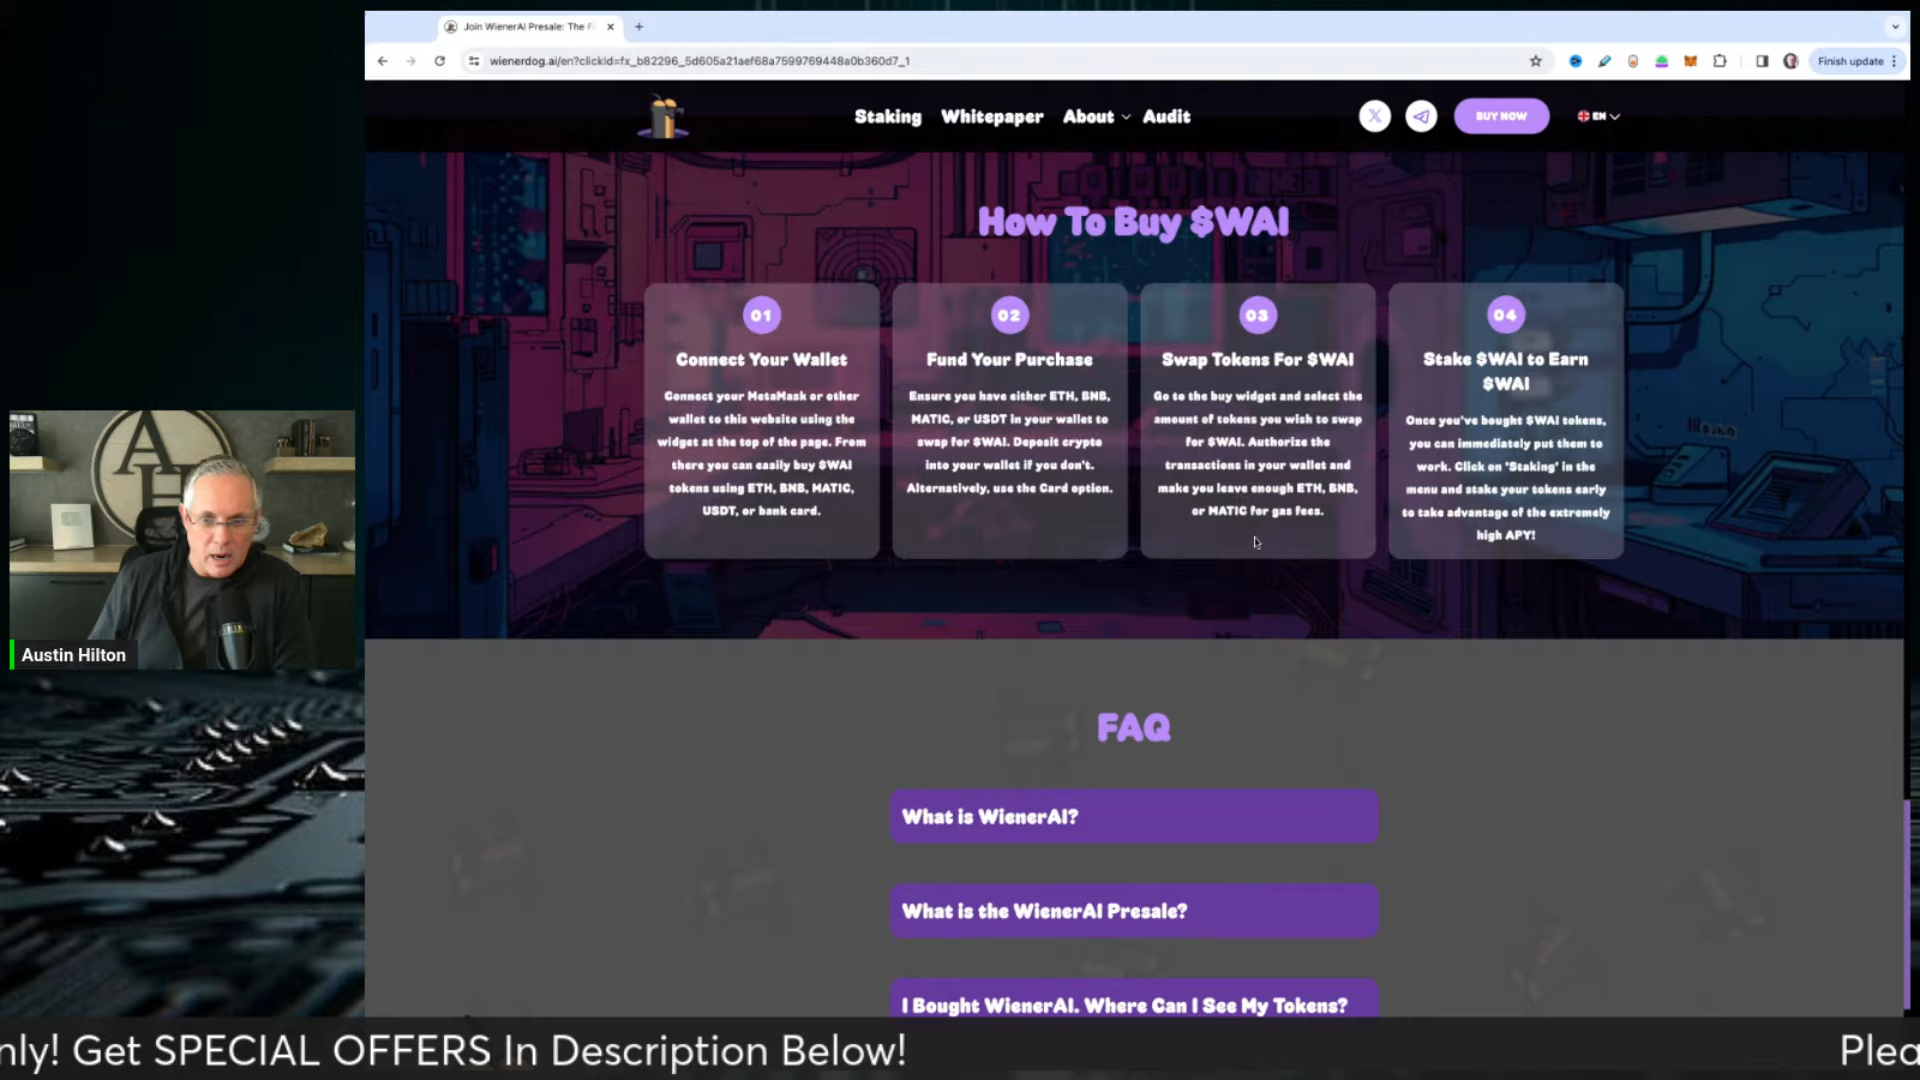 Join WienerAI Presale: The Fi
wienerdog.ai/en?clickId=fx_b82296_5d605a21aef68a7599769448a0b360d7_1
Finish update
Staking
Whitepaper
About
Audit
BUY NOW
EN
How To Buy $WAI
01
Connect Your Wallet
Connect your MetaMask or other
wallet to this website using the
widget at the top of the page. From
there you can easily buy $WAI
tokens using ETH, BNB, MATIC,
USDT, or bank card.
02
Fund Your Purchase
Ensure you have either ETH, BNB,
MATIC, or USDT in your wallet to
swap for $WAI. Deposit crypto
into your wallet if you don't.
Alternatively, use the Card option.
03
Swap Tokens For $WAI
Go to the buy widget and select the
amount of tokens you wish to swap
for $WAI. Authorize the
transactions in your wallet and
make you leave enough ETH, BNB,
or MATIC for gas fees.
04
Stake $WAI to Earn
$WAI
Once you've bought $WAI tokens,
you can immediately put them to
work. Click on 'Staking' in the
menu and stake your tokens early
to take advantage of the extremely
high APY!
AH
Austin Hilton
FAQ
What is WienerAI?
What is the WienerAI Presale?
I Bought WienerAI. Where Can I See My Tokens?
nly! Get SPECIAL OFFERS In Description Below!
Plea